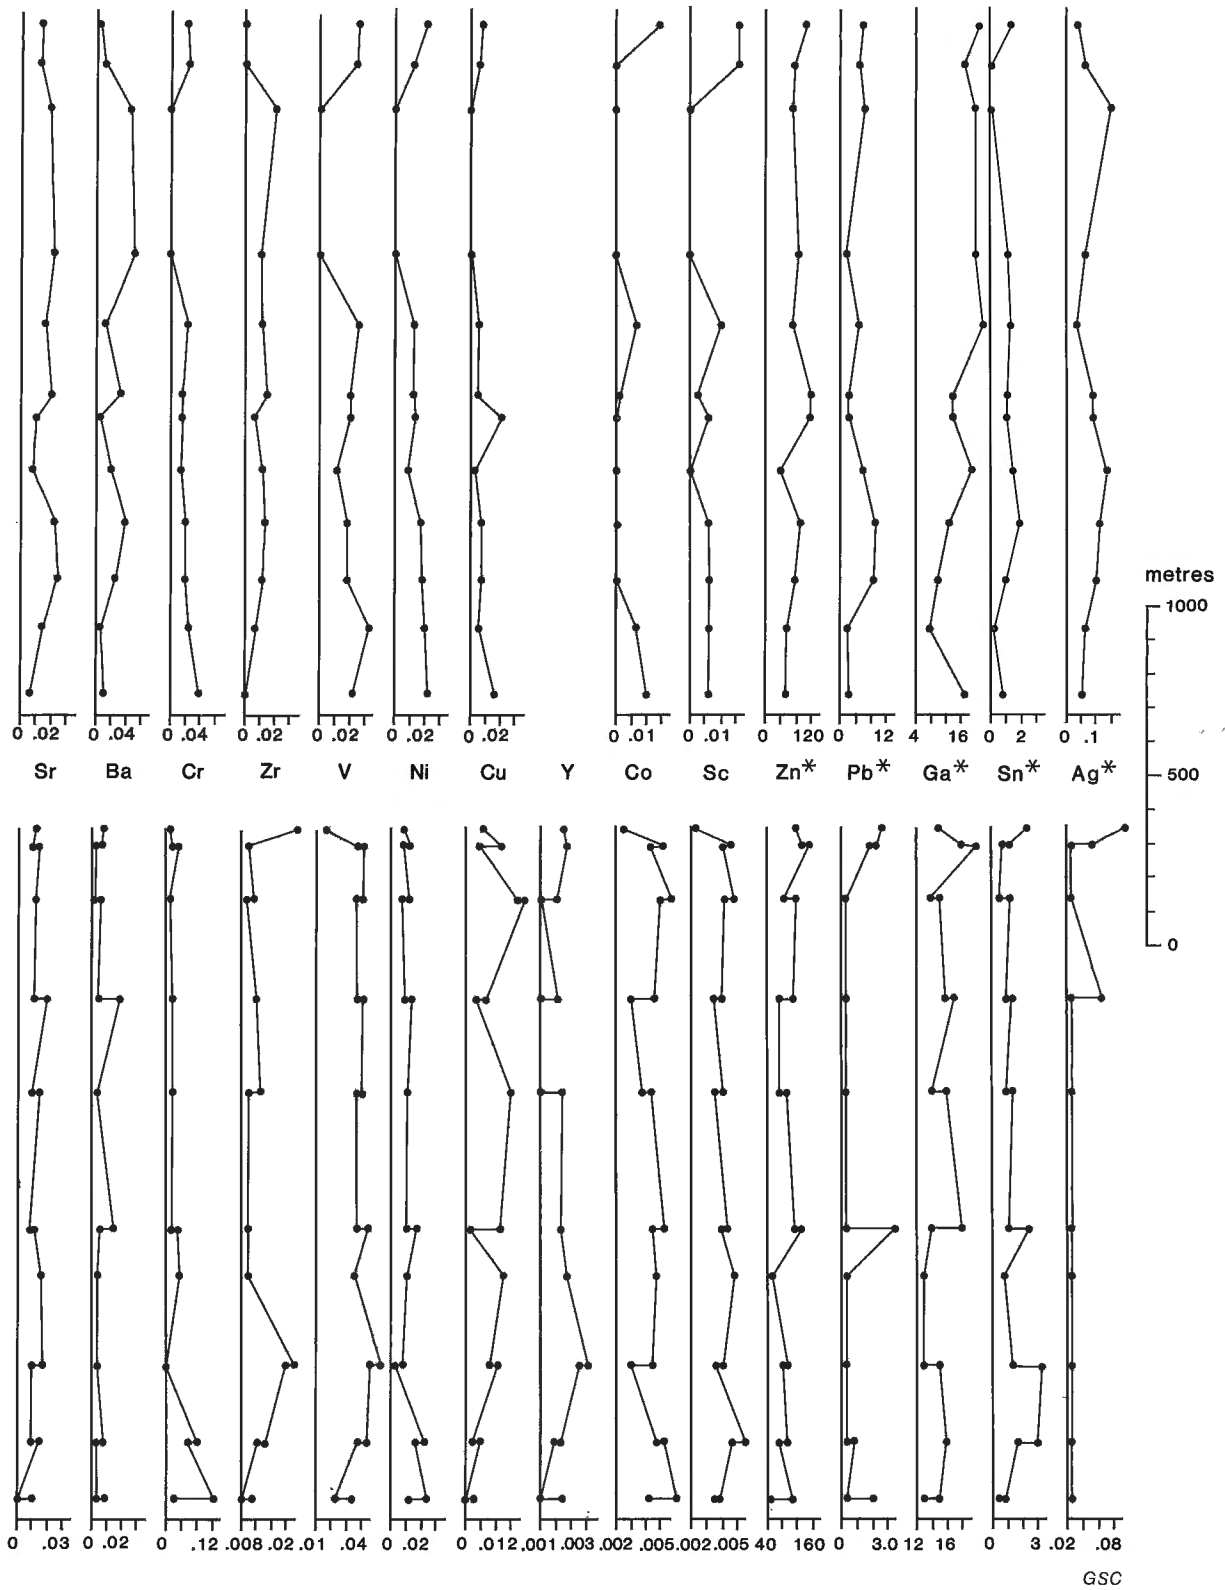 metres
1000
0 .02 0 .04 0 .04 0 .02 0 .02 0 .02 0 .02 0 .01 0 .01 0 120 0 12 4 16 0 2 0 .1
Sr Ba Cr Zr V Ni Cu Y Co Sc Zn* Pb* Ga* Sn* Ag*
500
0
0 .03 0 .02 0 .12 .008 .02 .01 .04 0 .02 0 .012 .001 .003 .002 .005 .002 .005 40 160 0 3.0 12 16 0 3 .02 .08
GSC